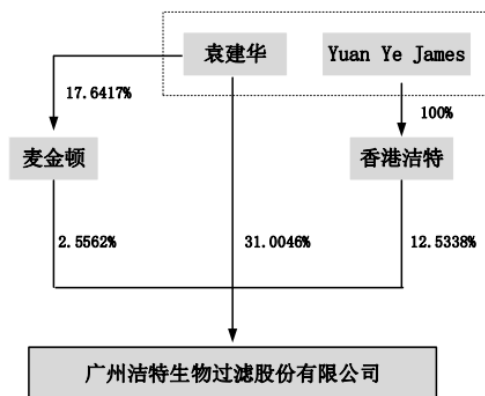 袁建华
Yuan Ye James
17.6417%
100%
麦金顿
香港洁特
2.5562%
31.0046%
12.5338%
广州洁特生物过滤股份有限公司